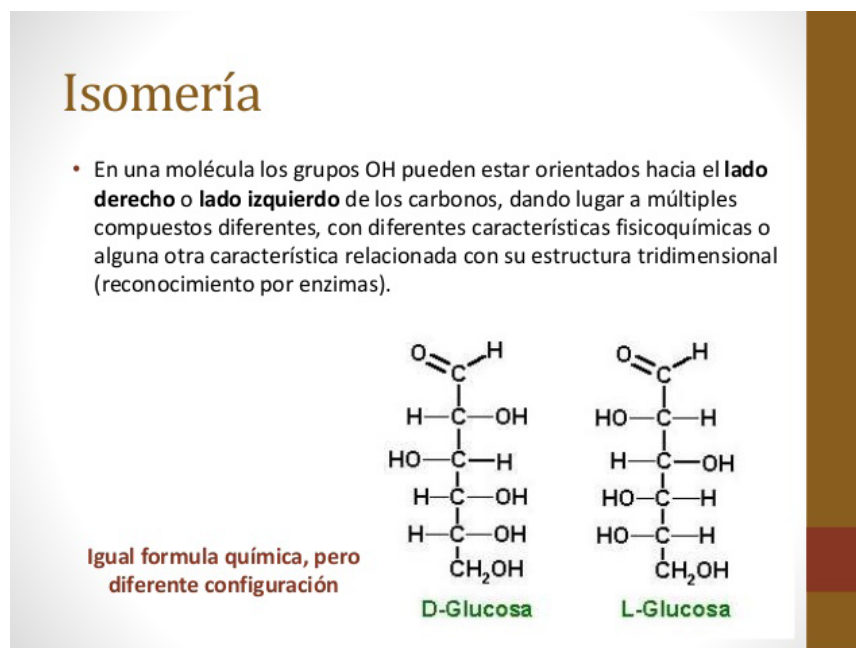 Isomería
• En una molécula los grupos OH pueden estar orientados hacia el lado
derecho o lado izquierdo de los carbonos, dando lugar a múltiples
compuestos diferentes, con diferentes características fisicoquímicas o
alguna otra característica relacionada con su estructura tridimensional
(reconocimiento por enzimas).
O H
C
H—C—OH
HO—C—H
H—C—OH
H—C—OH
CH₂OH
D-Glucosa
O H
C
HO—C—H
H—C—OH
HO—C—H
HO—C—H
CH₂OH
L-Glucosa
Igual formula química, pero
diferente configuración